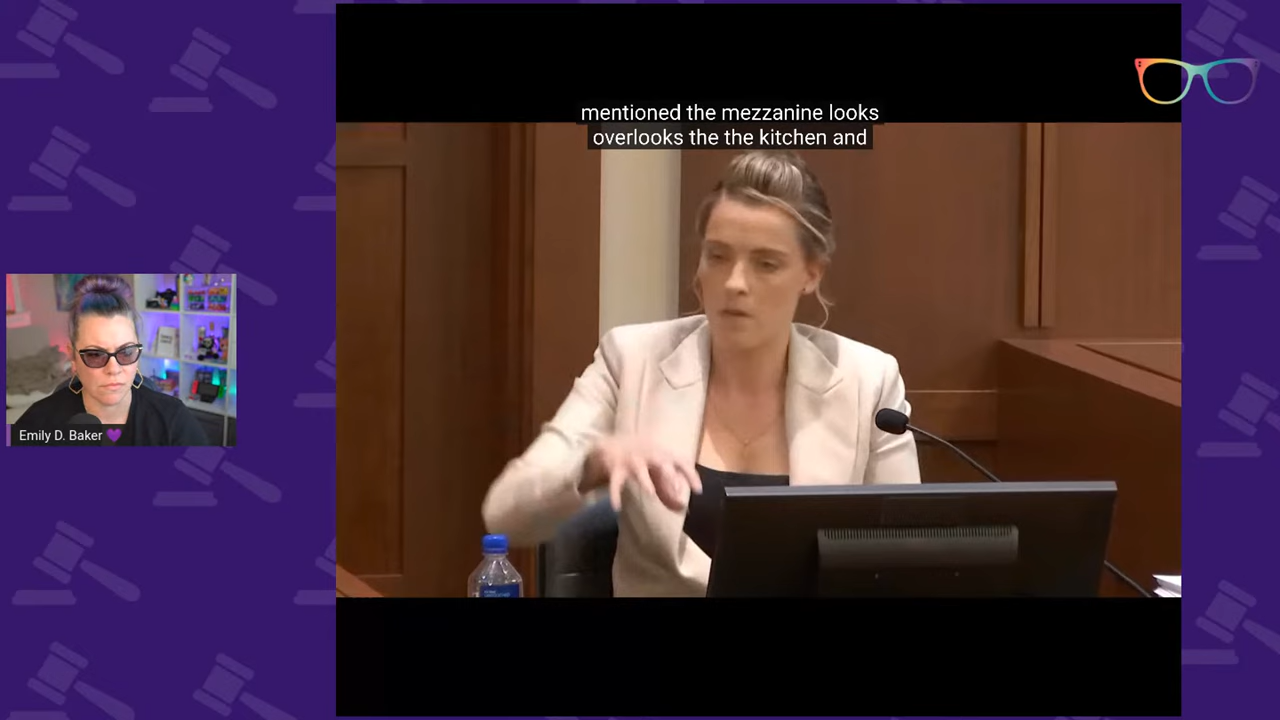 mentioned the mezzanine looks
overlooks the the kitchen and
Emily D. Baker 💜